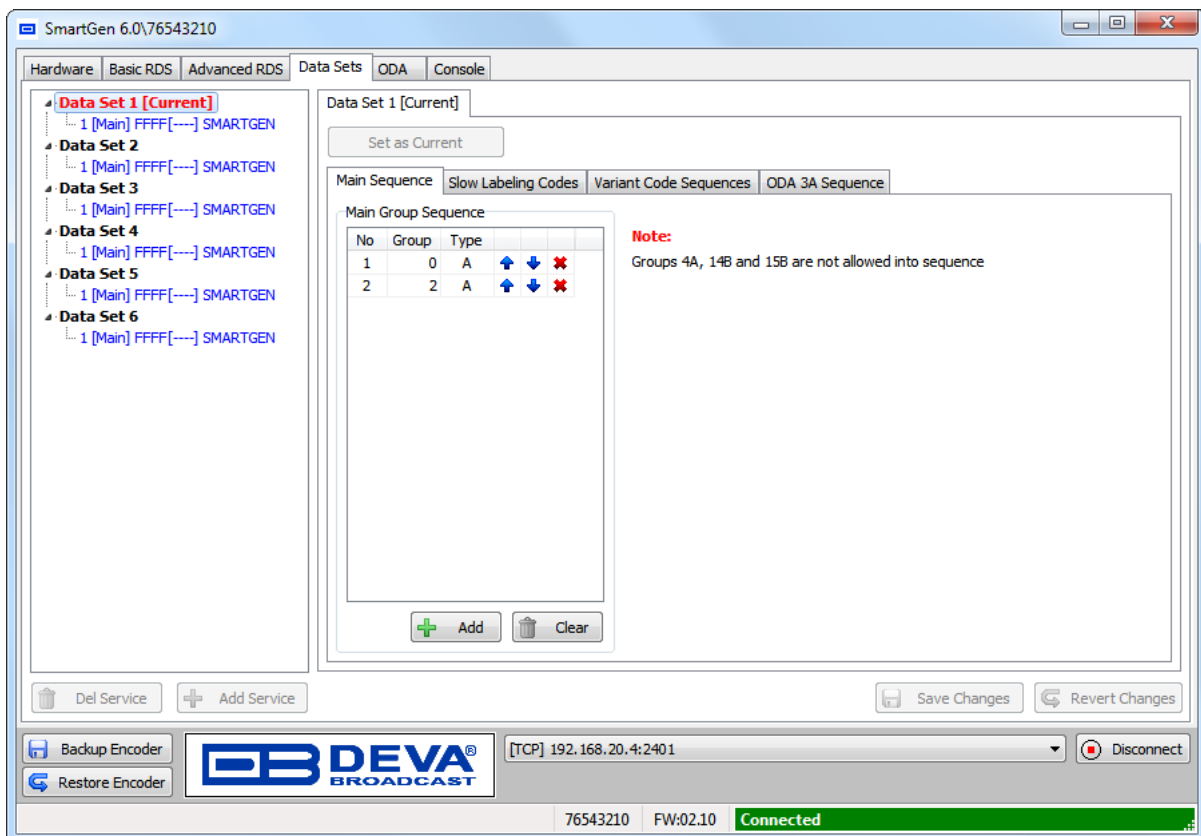 SmartGen 6.0\76543210
Hardware Basic RDS Advanced RDS Data Sets ODA Console
Data Set 1 [Current]
1 [Main] FFFF[----] SMARTGEN
Data Set 2
1 [Main] FFFF[----] SMARTGEN
Data Set 3
1 [Main] FFFF[----] SMARTGEN
Data Set 4
1 [Main] FFFF[----] SMARTGEN
Data Set 5
1 [Main] FFFF[----] SMARTGEN
Data Set 6
1 [Main] FFFF[----] SMARTGEN
Data Set 1 [Current]
Set as Current
Main Sequence Slow Labeling Codes Variant Code Sequences ODA 3A Sequence
Main Group Sequence
No Group Type
1 0 A
2 2 A
Note:
Groups 4A, 14B and 15B are not allowed into sequence
Add Clear
Del Service Add Service Save Changes Revert Changes
Backup Encoder
Restore Encoder
DEVA®
BROADCAST
[TCP] 192.168.20.4:2401
Disconnect
76543210 FW:02.10 Connected